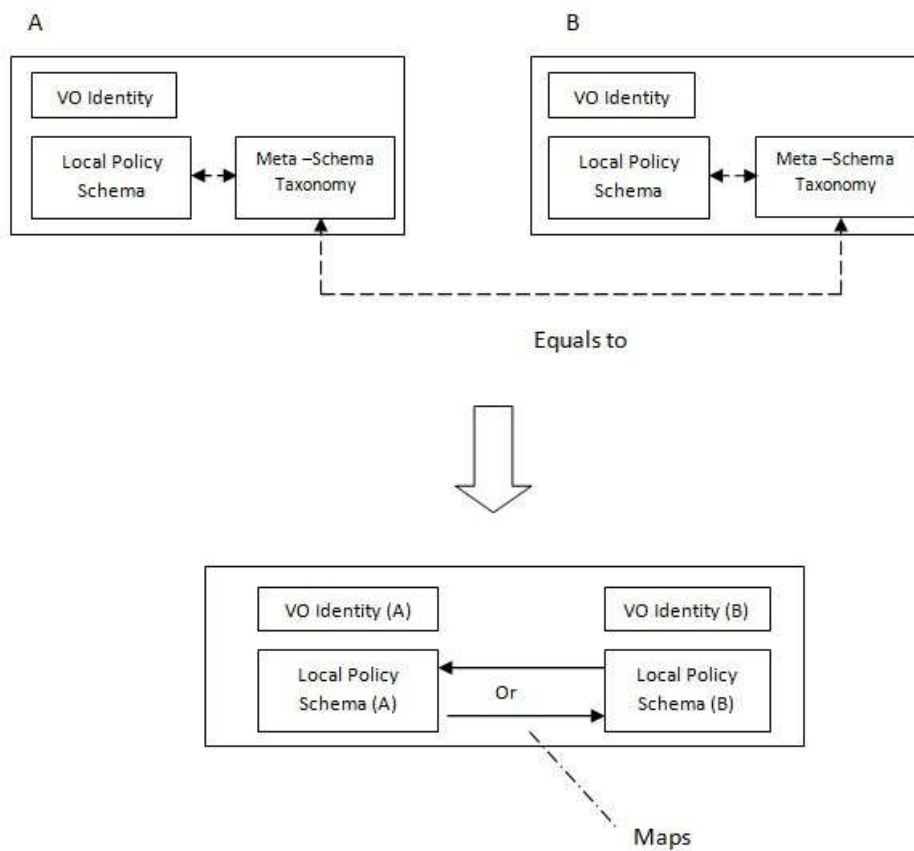 A
B
VO Identity
Local Policy
Schema
Meta –Schema
Taxonomy
VO Identity
Local Policy
Schema
Meta –Schema
Taxonomy
Equals to
VO Identity (A)
VO Identity (B)
Local Policy
Schema (A)
Or
Local Policy
Schema (B)
Maps